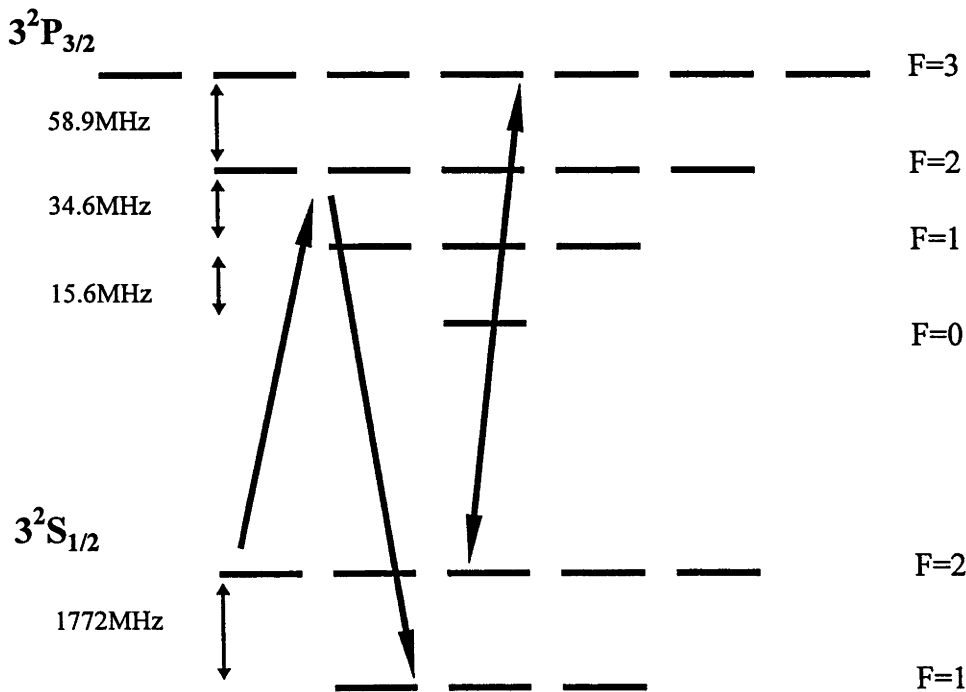 3²P₃/₂
F=3
58.9MHz
F=2
34.6MHz
F=1
15.6MHz
F=0
3²S₁/₂
F=2
1772MHz
F=1